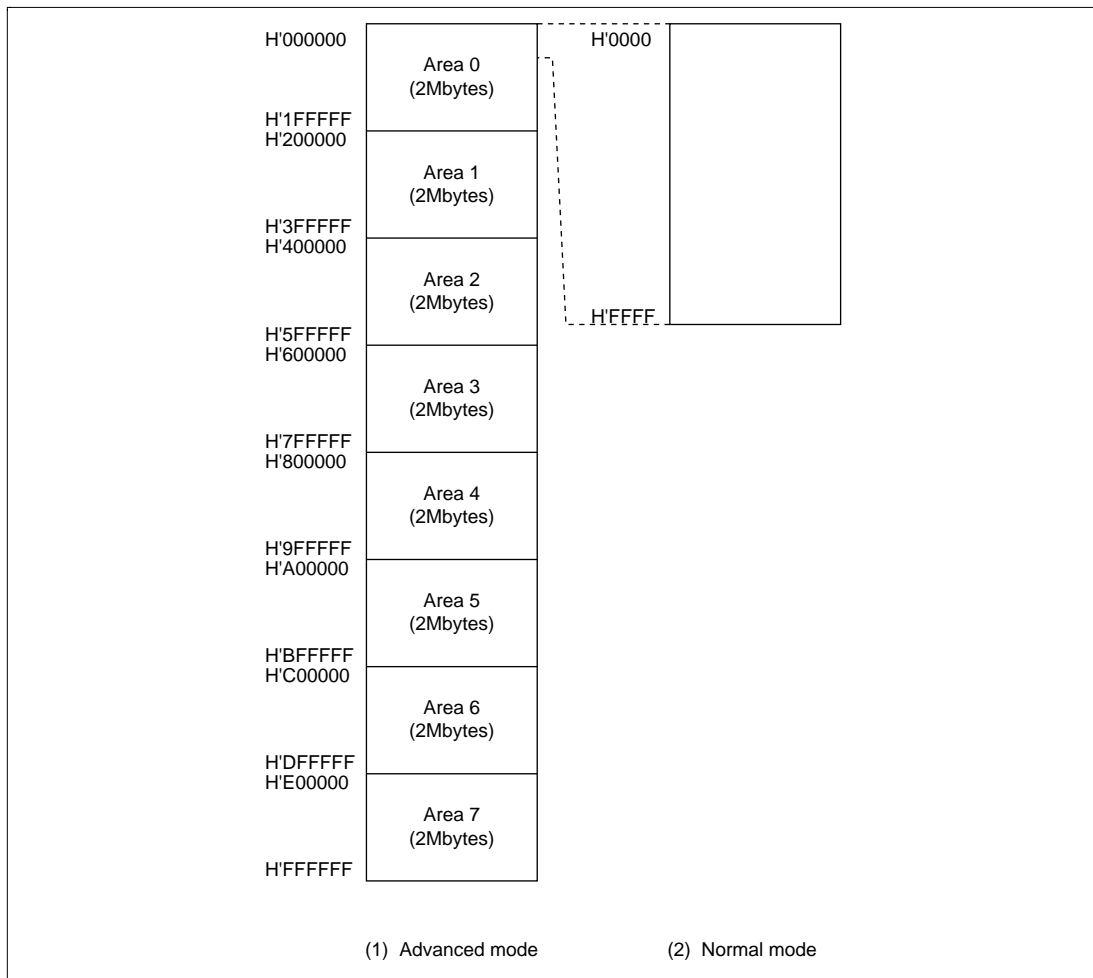 H'000000
Area 0
(2Mbytes)
H'1FFFFF
H'200000
Area 1
(2Mbytes)
H'3FFFFF
H'400000
Area 2
(2Mbytes)
H'5FFFFF
H'600000
Area 3
(2Mbytes)
H'7FFFFF
H'800000
Area 4
(2Mbytes)
H'9FFFFF
H'A00000
Area 5
(2Mbytes)
H'BFFFFF
H'C00000
Area 6
(2Mbytes)
H'DFFFFF
H'E00000
Area 7
(2Mbytes)
H'FFFFFF
(1) Advanced mode
H'0000
H'FFFF
(2) Normal mode